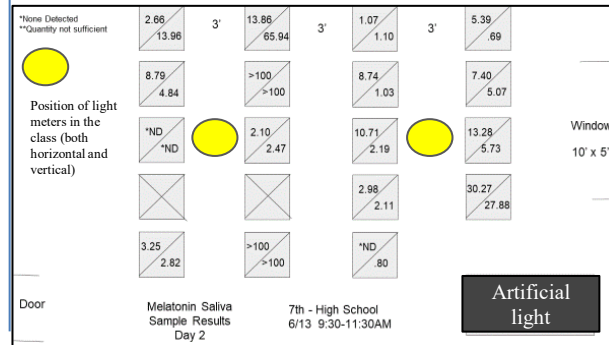 *None Detected
**Quantity not sufficient
2.66
13.96
3'
13.86
65.94
3'
1.07
1.10
3'
5.39
.69
8.79
4.84
>100
>100
8.74
1.03
7.40
5.07
Position of light
meters in the
class (both
horizontal and
vertical)
*ND
*ND
2.10
2.47
10.71
2.19
13.28
5.73
Window
10' x 5'
2.98
2.11
30.27
27.88
3.25
2.82
>100
>100
*ND
.80
Door
Melatonin Saliva
Sample Results
Day 2
7th - High School
6/13 9:30-11:30AM
Artificial
light